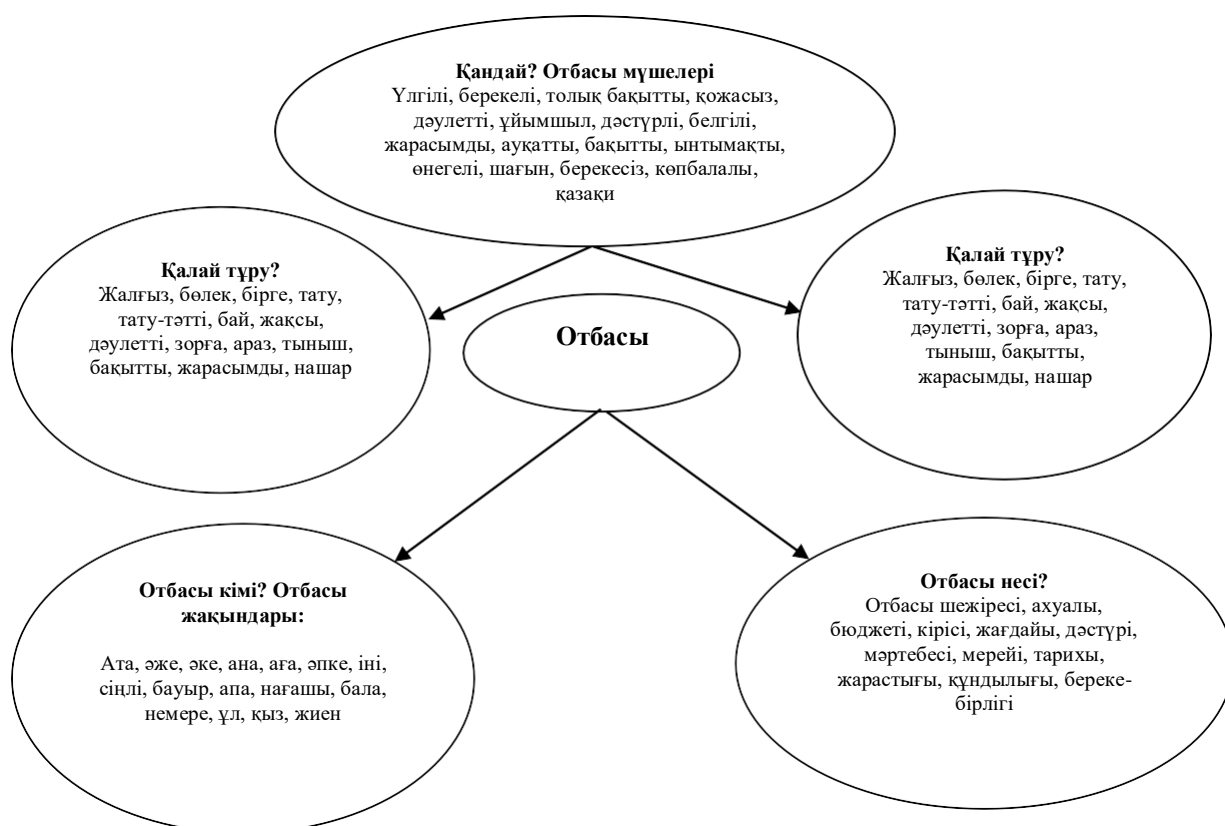 Қандай? Отбасы мүшелері
Үлгілі, берекелі, толық бақытты, қожасыз,
дәулетті, ұйымшыл, дәстүрлі, белгілі,
жарасымды, ауқатты, бақытты, ынтымақты,
өнегелі, шағын, берекесіз, көпбалалы,
қазақи
Қалай тұру?
Жалғыз, бөлек, бірге, тату,
тату-тәтті, бай, жақсы,
дәулетті, зорға, араз, тыныш,
бақытты, жарасымды, нашар
Отбасы
Қалай тұру?
Жалғыз, бөлек, бірге, тату,
тату-тәтті, бай, жақсы,
дәулетті, зорға, араз,
тыныш, бақытты,
жарасымды, нашар
Отбасы кімі? Отбасы
жақындары:
Ата, әже, әке, ана, аға, әпке, іні,
сіңлі, бауыр, апа, нағашы, бала,
немере, ұл, қыз, жиен
Отбасы несі?
Отбасы шежіресі, ахуалы,
бюджеті, кірісі, жағдайы, дәстүрі,
мәртебесі, мерейі, тарихы,
жарастығы, құндылығы, береке-
бірлігі